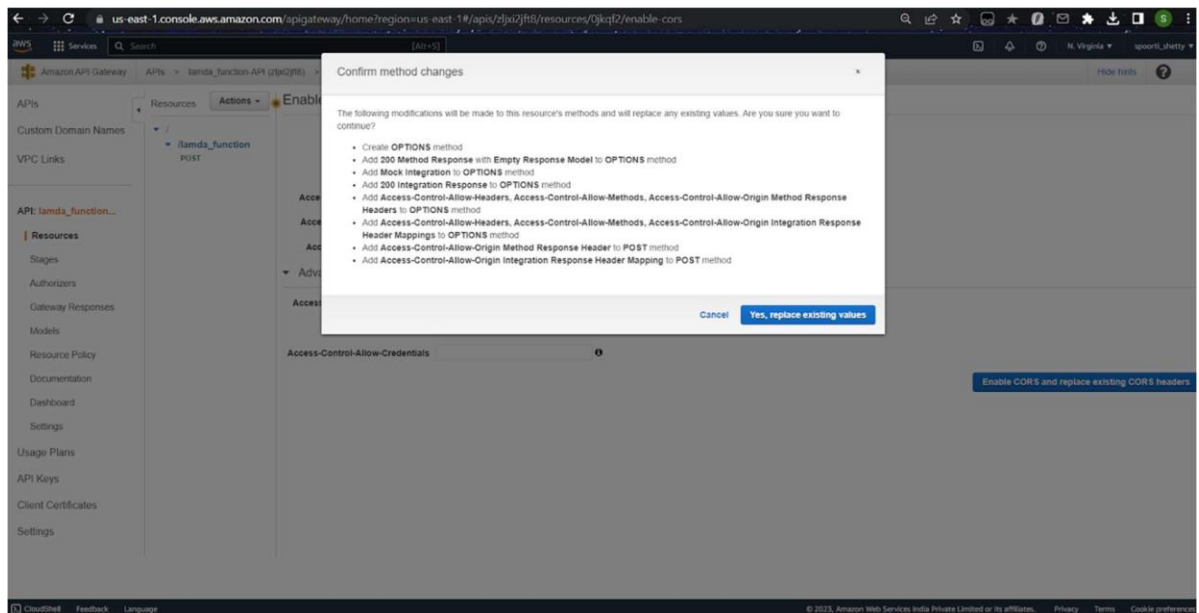 us-east-1.console.aws.amazon.com/apigateway/home?region=us-east-1#/apis/zljxi2jft8/resources/0jkqf2/enable-cors
aws Services Search [Alt+S] N. Virginia spoorti_shetty
Amazon API Gateway APIs > lamda_function-API (zljxi2jft8) > Hide hints
Confirm method changes
The following modifications will be made to this resource's methods and will replace any existing values. Are you sure you want to
continue?
• Create OPTIONS method
• Add 200 Method Response with Empty Response Model to OPTIONS method
• Add Mock Integration to OPTIONS method
• Add 200 Integration Response to OPTIONS method
• Add Access-Control-Allow-Headers, Access-Control-Allow-Methods, Access-Control-Allow-Origin Method Response
Headers to OPTIONS method
• Add Access-Control-Allow-Headers, Access-Control-Allow-Methods, Access-Control-Allow-Origin Integration Response
Header Mappings to OPTIONS method
• Add Access-Control-Allow-Origin Method Response Header to POST method
• Add Access-Control-Allow-Origin Integration Response Header Mapping to POST method
Cancel Yes, replace existing values
APIs
Custom Domain Names
VPC Links
API: lamda_function...
Resources
Stages
Authorizers
Gateway Responses
Models
Resource Policy
Documentation
Dashboard
Settings
Usage Plans
API Keys
Client Certificates
Settings
Resources Actions
/
/lamda_function
POST
Enable
Acce
Acce
Acc
Adva
Access
Access-Control-Allow-Credentials
Enable CORS and replace existing CORS headers
CloudShell Feedback Language © 2023, Amazon Web Services India Private Limited or its affiliates. Privacy Terms Cookie preferences